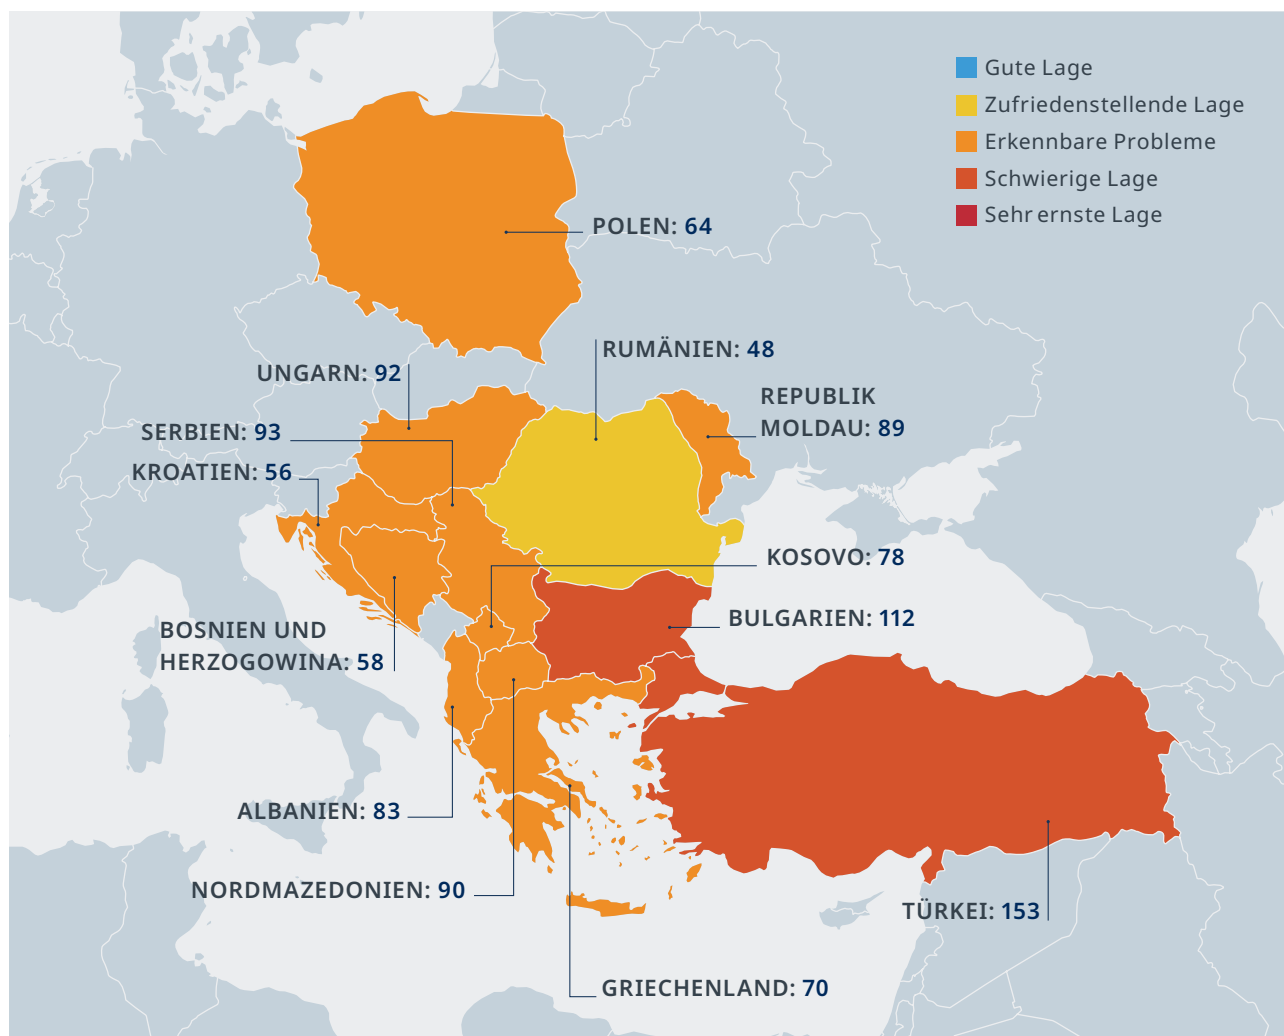 Gute Lage
Zufriedenstellende Lage
Erkennbare Probleme
Schwierige Lage
Sehr ernste Lage
POLEN: 64
RUMÄNIEN: 48
UNGARN: 92
REPUBLIK
MOLDAU: 89
SERBIEN: 93
KROATIEN: 56
KOSOVO: 78
BULGARIEN: 112
BOSNIEN UND
HERZOGOWINA: 58
ALBANIEN: 83
NORDMAZEDONIEN: 90
TÜRKEI: 153
GRIECHENLAND: 70